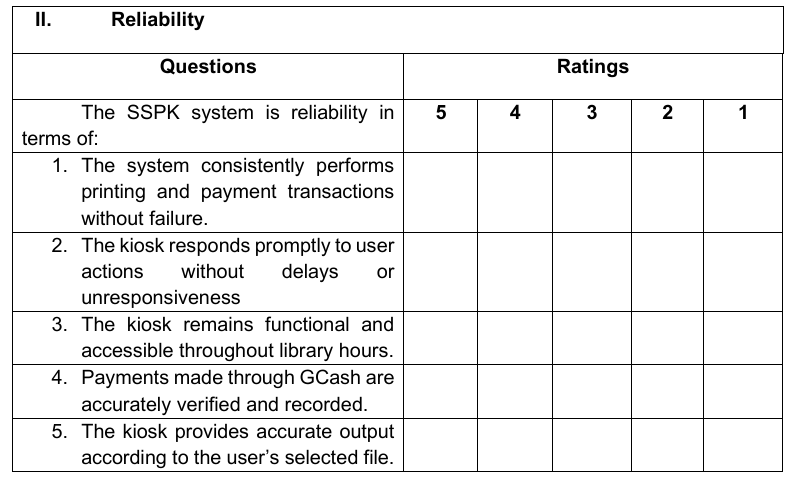 II. Reliability
Questions Ratings
The SSPK system is reliability in 5 4 3 2 1
terms of:
1. The system consistently performs
printing and payment transactions
without failure.
2. The kiosk responds promptly to user
actions without delays or
unresponsiveness
3. The kiosk remains functional and
accessible throughout library hours.
4. Payments made through GCash are
accurately verified and recorded.
5. The kiosk provides accurate output
according to the user’s selected file.